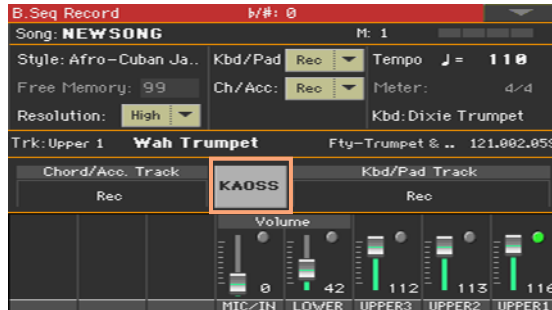 B.Seq Record ♭/#: 0
Song: NEWSONG M: 1
Style: Afro-Cuban Ja.. Kbd/Pad Rec Tempo ♩= 110
Free Memory: 99 Ch/Acc: Rec Meter: 4/4
Resolution: High Kbd: Dixie Trumpet
Trk: Upper 1 Wah Trumpet Fty-Trumpet & .. 121.002.059
Chord/Acc. Track KAOSS Kbd/Pad Track
Rec Rec
Volume
0 42 112 113 116
MIC/IN LOWER UPPER3 UPPER2 UPPER1